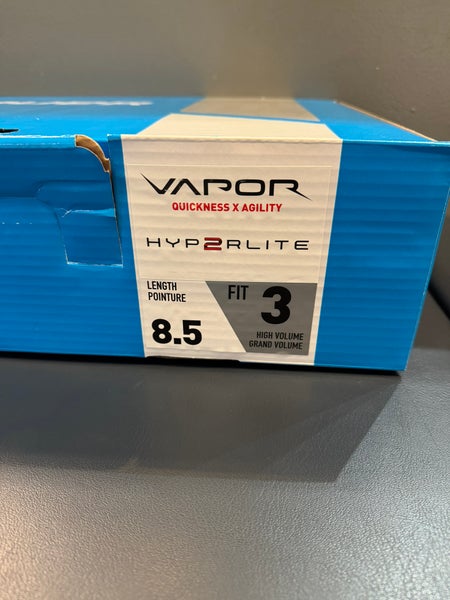 VAPOR
QUICKNESS X AGILITY
HYP2RLITE
LENGTH
POINTURE
8.5
FIT 3
HIGH VOLUME
GRAND VOLUME